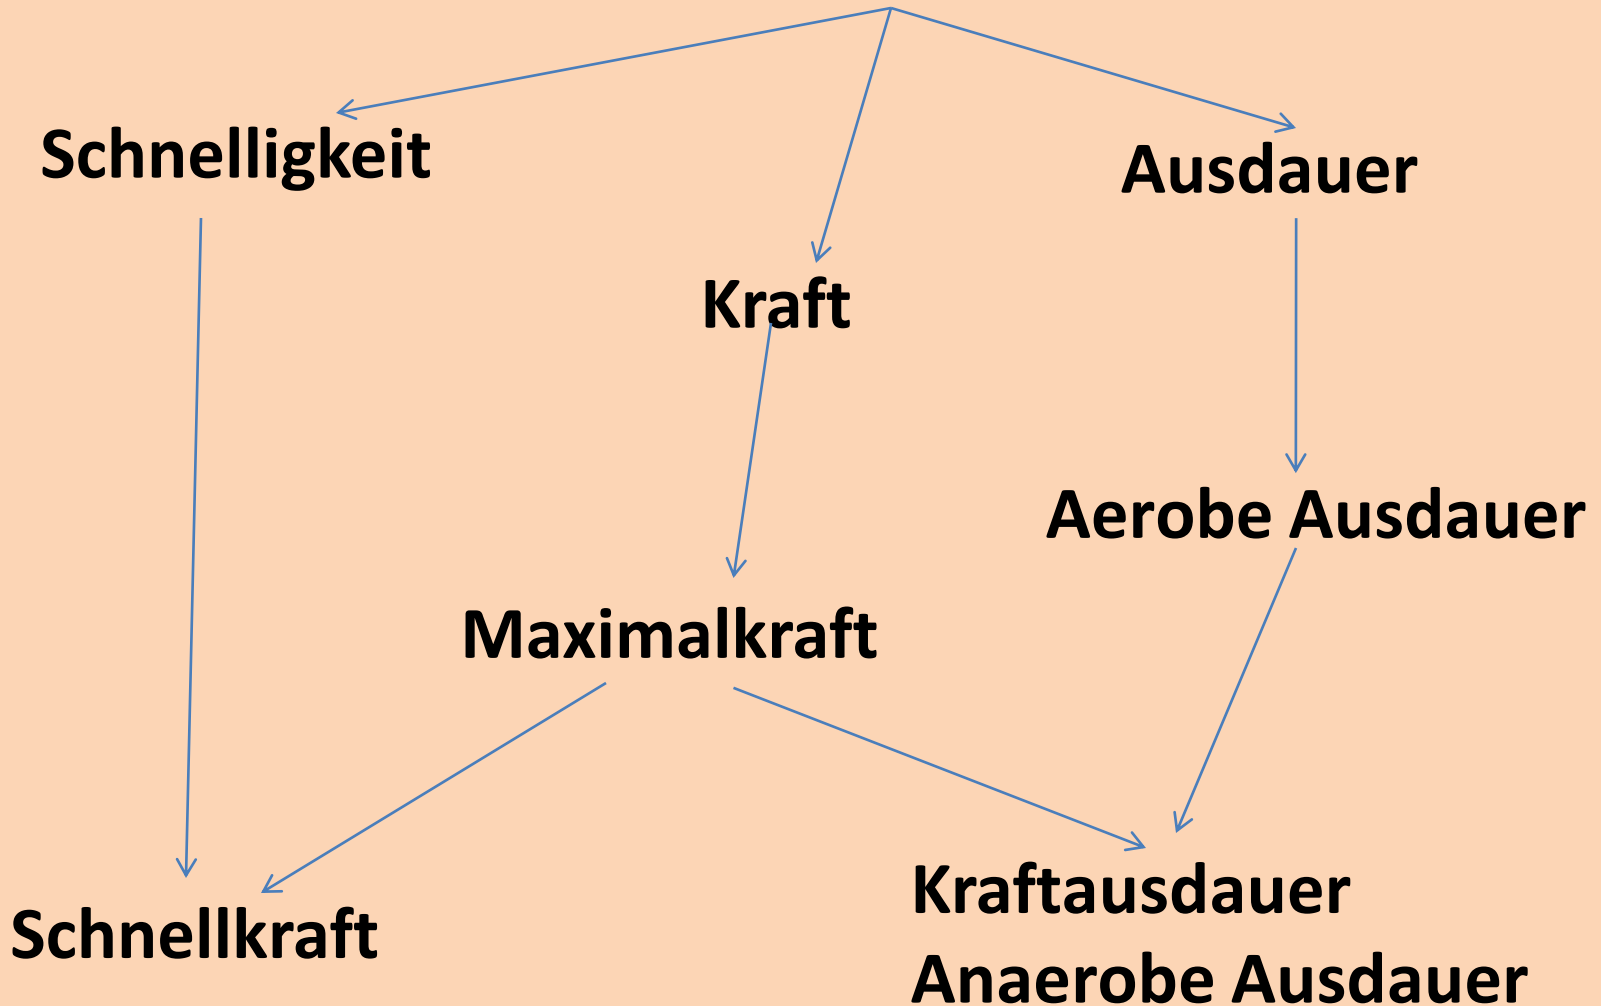 Schnelligkeit
Ausdauer
Kraft
Aerobe Ausdauer
Maximalkraft
Kraftausdauer
Schnellkraft
Anaerobe Ausdauer